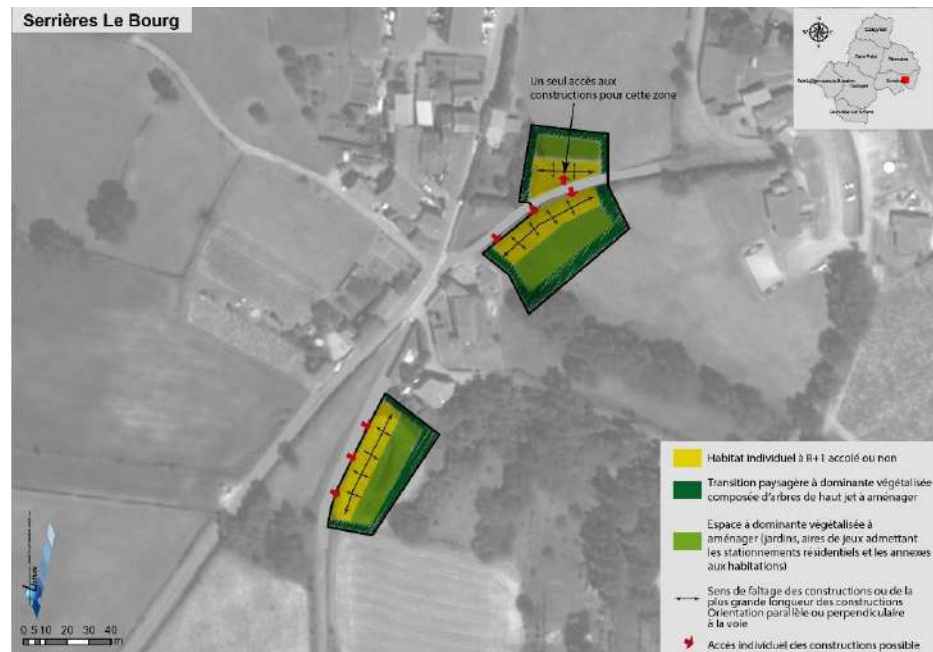 Serrières Le Bourg
Un seul accès aux
constructions pour cette zone
Habitat individuel à R+1 accolé ou non
Transition paysagère à dominante végétalisée
composée d'arbres de haut jet à aménager
Espace à dominante végétalisée à
aménager (jardins, aires de jeux admettant
les stationnements résidentiels et les annexes
aux habitations)
Sens de faîtage des constructions ou de la
plus grande longueur des constructions
Orientation parallèle ou perpendiculaire
à la voie
Accès individuel des constructions possible
0 5 10 20 30 40
m